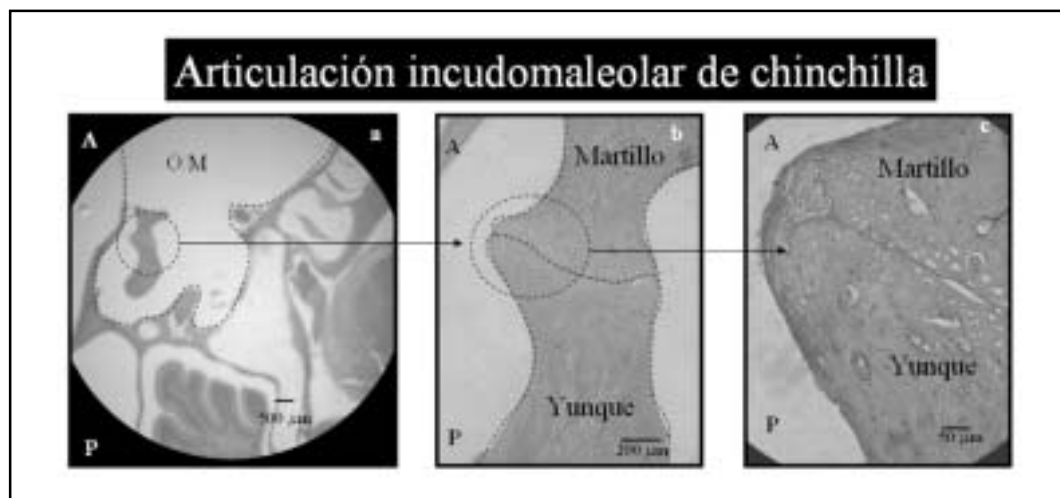 Articulación incudomaleolar de chinchilla
A
a
O M
P
500 µm
A
b
Martillo
Yunque
P
200 µm
A
c
Martillo
Yunque
P
50 µm